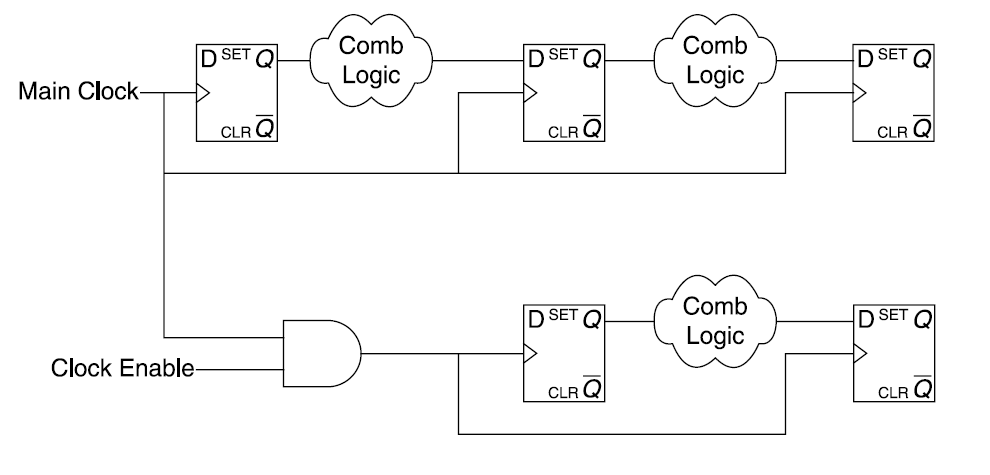 Comb
Logic
Comb
Logic
D SET Q
D SET Q
D SET Q
Main Clock
CLR Q̅
CLR Q̅
CLR Q̅
Comb
Logic
D SET Q
D SET Q
Clock Enable
CLR Q̅
CLR Q̅